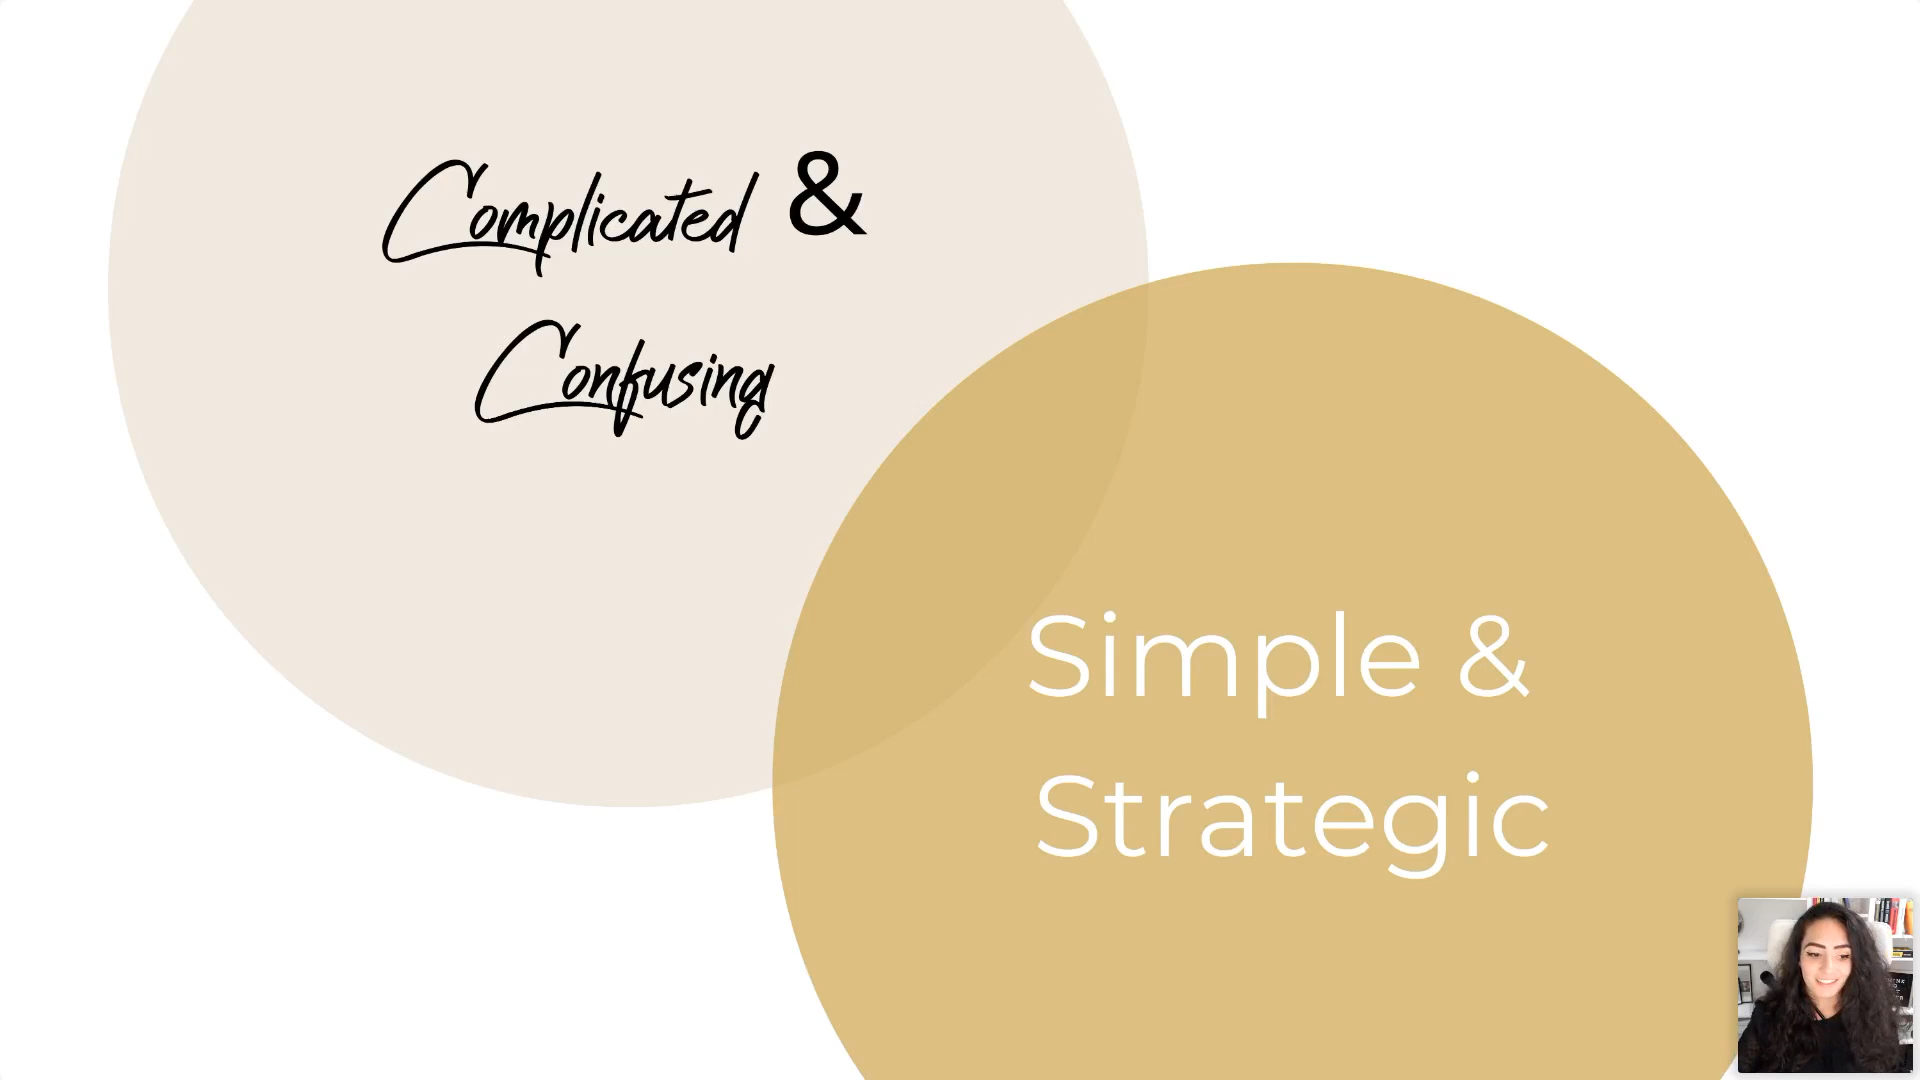 Complicated &
Confusing
Simple &
Strategic